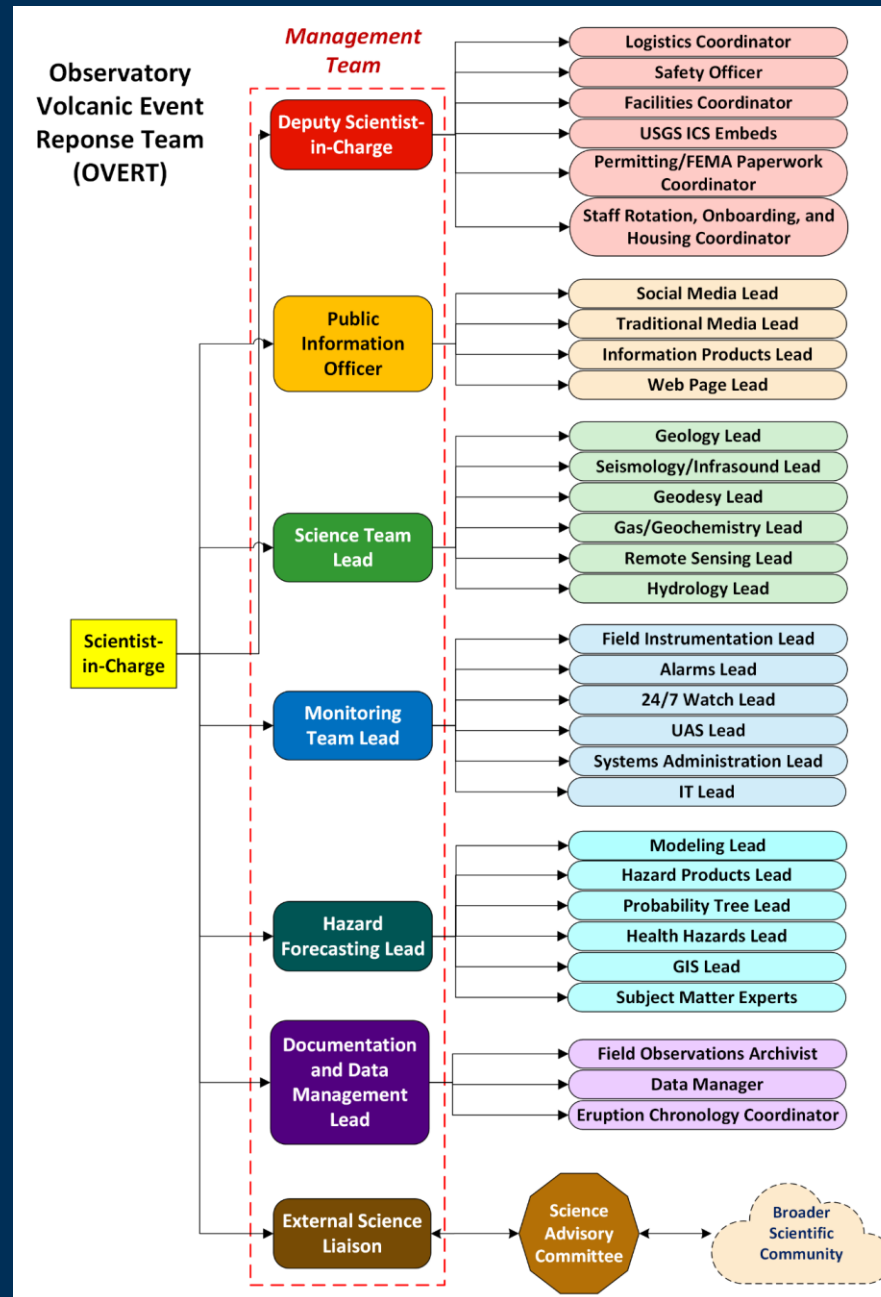 Observatory
Volcanic Event
Reponse Team
(OVERT)
Management
Team
Scientist-
in-Charge
Deputy Scientist-
in-Charge
Logistics Coordinator
Safety Officer
Facilities Coordinator
USGS ICS Embeds
Permitting/FEMA Paperwork
Coordinator
Staff Rotation, Onboarding, and
Housing Coordinator
Public
Information
Officer
Social Media Lead
Traditional Media Lead
Information Products Lead
Web Page Lead
Science Team
Lead
Geology Lead
Seismology/Infrasound Lead
Geodesy Lead
Gas/Geochemistry Lead
Remote Sensing Lead
Hydrology Lead
Monitoring
Team Lead
Field Instrumentation Lead
Alarms Lead
24/7 Watch Lead
UAS Lead
Systems Administration Lead
IT Lead
Hazard
Forecasting Lead
Modeling Lead
Hazard Products Lead
Probability Tree Lead
Health Hazards Lead
GIS Lead
Subject Matter Experts
Documentation
and Data
Management
Lead
Field Observations Archivist
Data Manager
Eruption Chronology Coordinator
External Science
Liaison
Science
Advisory
Committee
Broader
Scientific
Community